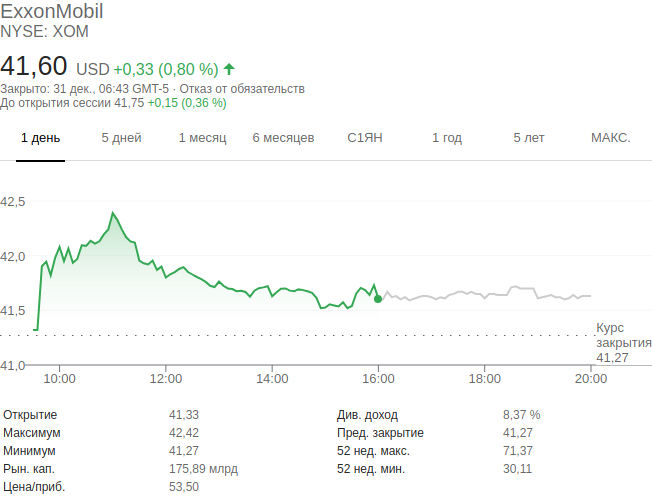 ExxonMobil
NYSE: XOM
41,60 USD +0,33 (0,80 %)
Закрыто: 31 дек., 06:43 GMT-5 · Отказ от обязательств
До открытия сессии 41,75 +0,15 (0,36 %)
1 день 5 дней 1 месяц 6 месяцев С1ЯН 1 год 5 лет МАКС.
42,5
42,0
41,5
41,0
Курс
закрытия
41,27
10:00 12:00 14:00 16:00 18:00 20:00
Открытие 41,33 Див. доход 8,37 %
Максимум 42,42 Пред. закрытие 41,27
Минимум 41,27 52 нед. макс. 71,37
Рын. кап. 175,89 млрд 52 нед. мин. 30,11
Цена/приб. 53,50